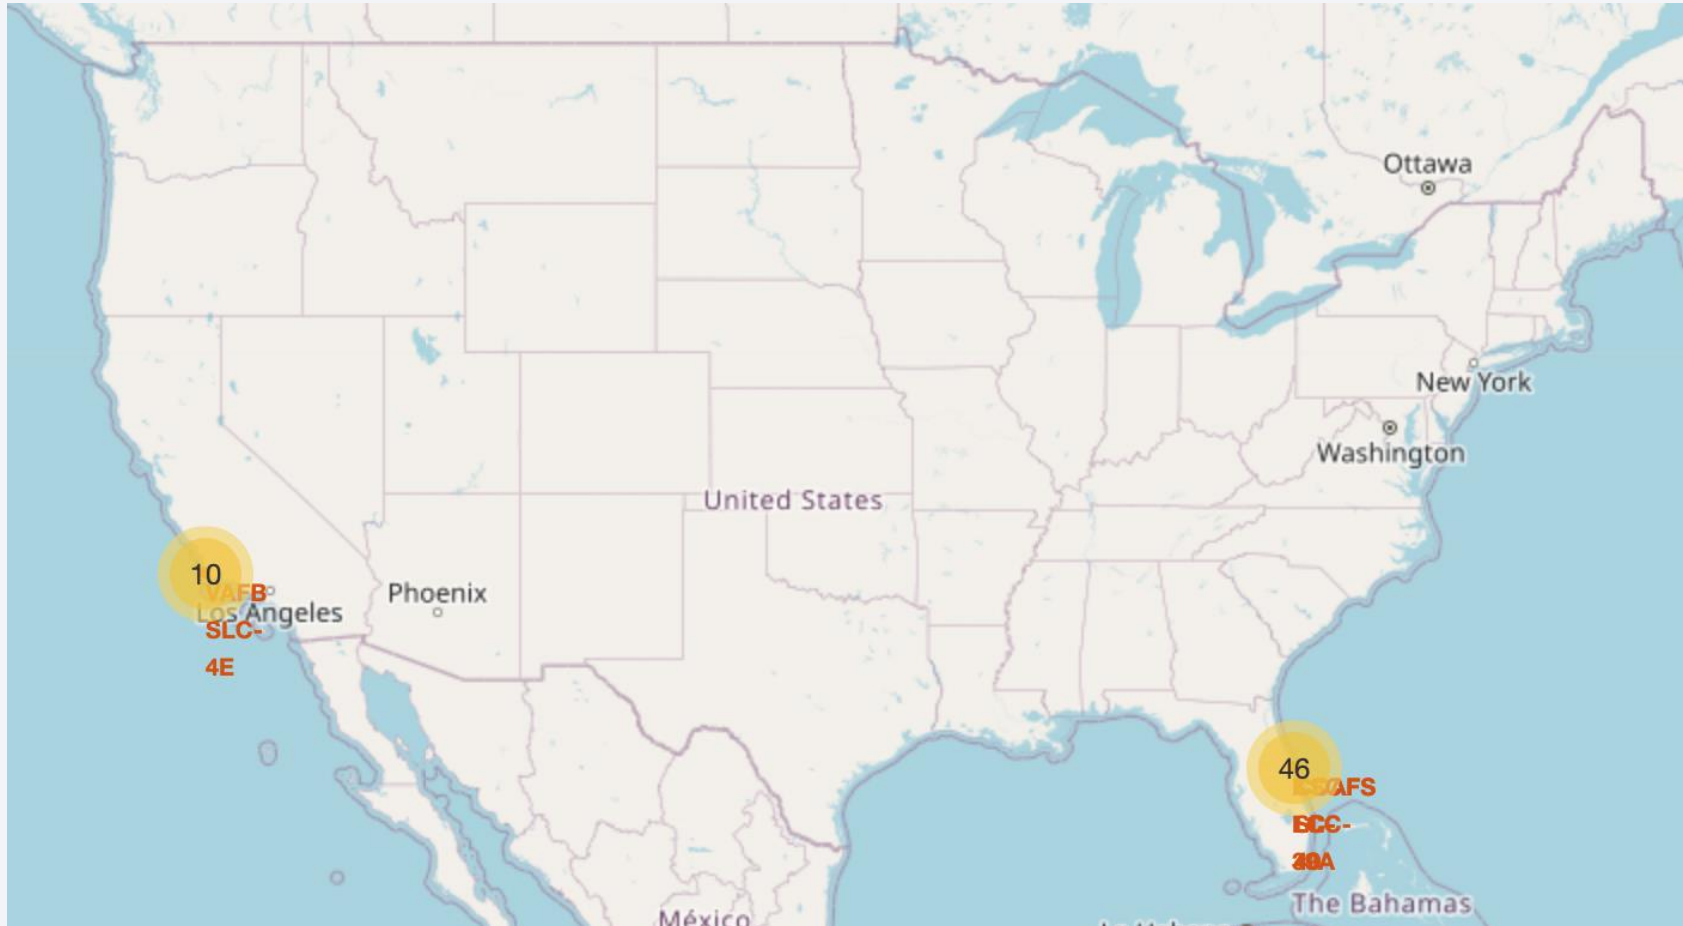 Ottawa
New York
Washington
United States
10
VAFB
Los Angeles
SLC-
4E
Phoenix
46
The Bahamas
México